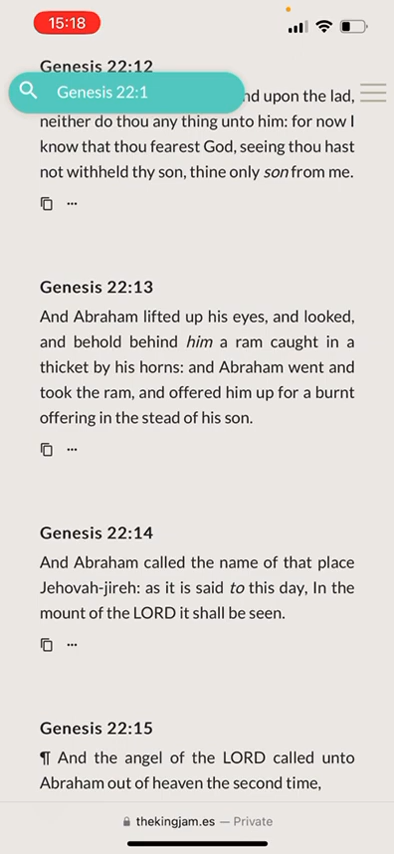 15:18
Genesis 22:12
Genesis 22:1
nd upon the lad,
neither do thou any thing unto him: for now I
know that thou fearest God, seeing thou hast
not withheld thy son, thine only son from me.
Genesis 22:13
And Abraham lifted up his eyes, and looked,
and behold behind him a ram caught in a
thicket by his horns: and Abraham went and
took the ram, and offered him up for a burnt
offering in the stead of his son.
Genesis 22:14
And Abraham called the name of that place
Jehovah-jireh: as it is said to this day, In the
mount of the LORD it shall be seen.
Genesis 22:15
¶ And the angel of the LORD called unto
Abraham out of heaven the second time,
thekingjam.es — Private